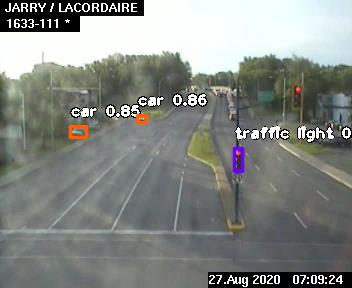 JARRY / LACORDAIRE
1633-111 *
car 0.85
car 0.86
traffic light 0
27.Aug 2020 07:09:24